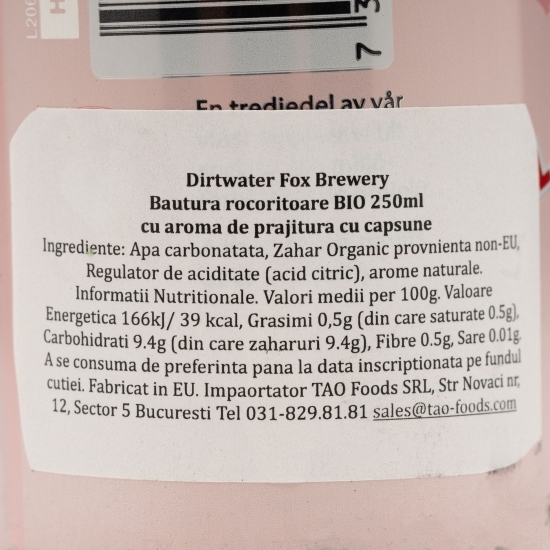 L206
H
7 3
En tredjedel av vår
Dirtwater Fox Brewery
Bautura rocoritoare BIO 250ml
cu aroma de prajitura cu capsune
Ingrediente: Apa carbonatata, Zahar Organic provnienta non-EU,
Regulator de aciditate (acid citric), arome naturale.
Informatii Nutritionale. Valori medii per 100g. Valoare
Energetica 166kJ/ 39 kcal, Grasimi 0,5g (din care saturate 0.5g),
Carbohidrati 9.4g (din care zaharuri 9.4g), Fibre 0.5g, Sare 0.01g.
A se consuma de preferinta pana la data inscriptionata pe fundul
cutiei. Fabricat in EU. Impaortator TAO Foods SRL, Str Novaci nr,
12, Sector 5 Bucuresti Tel 031-829.81.81 sales@tao-foods.com